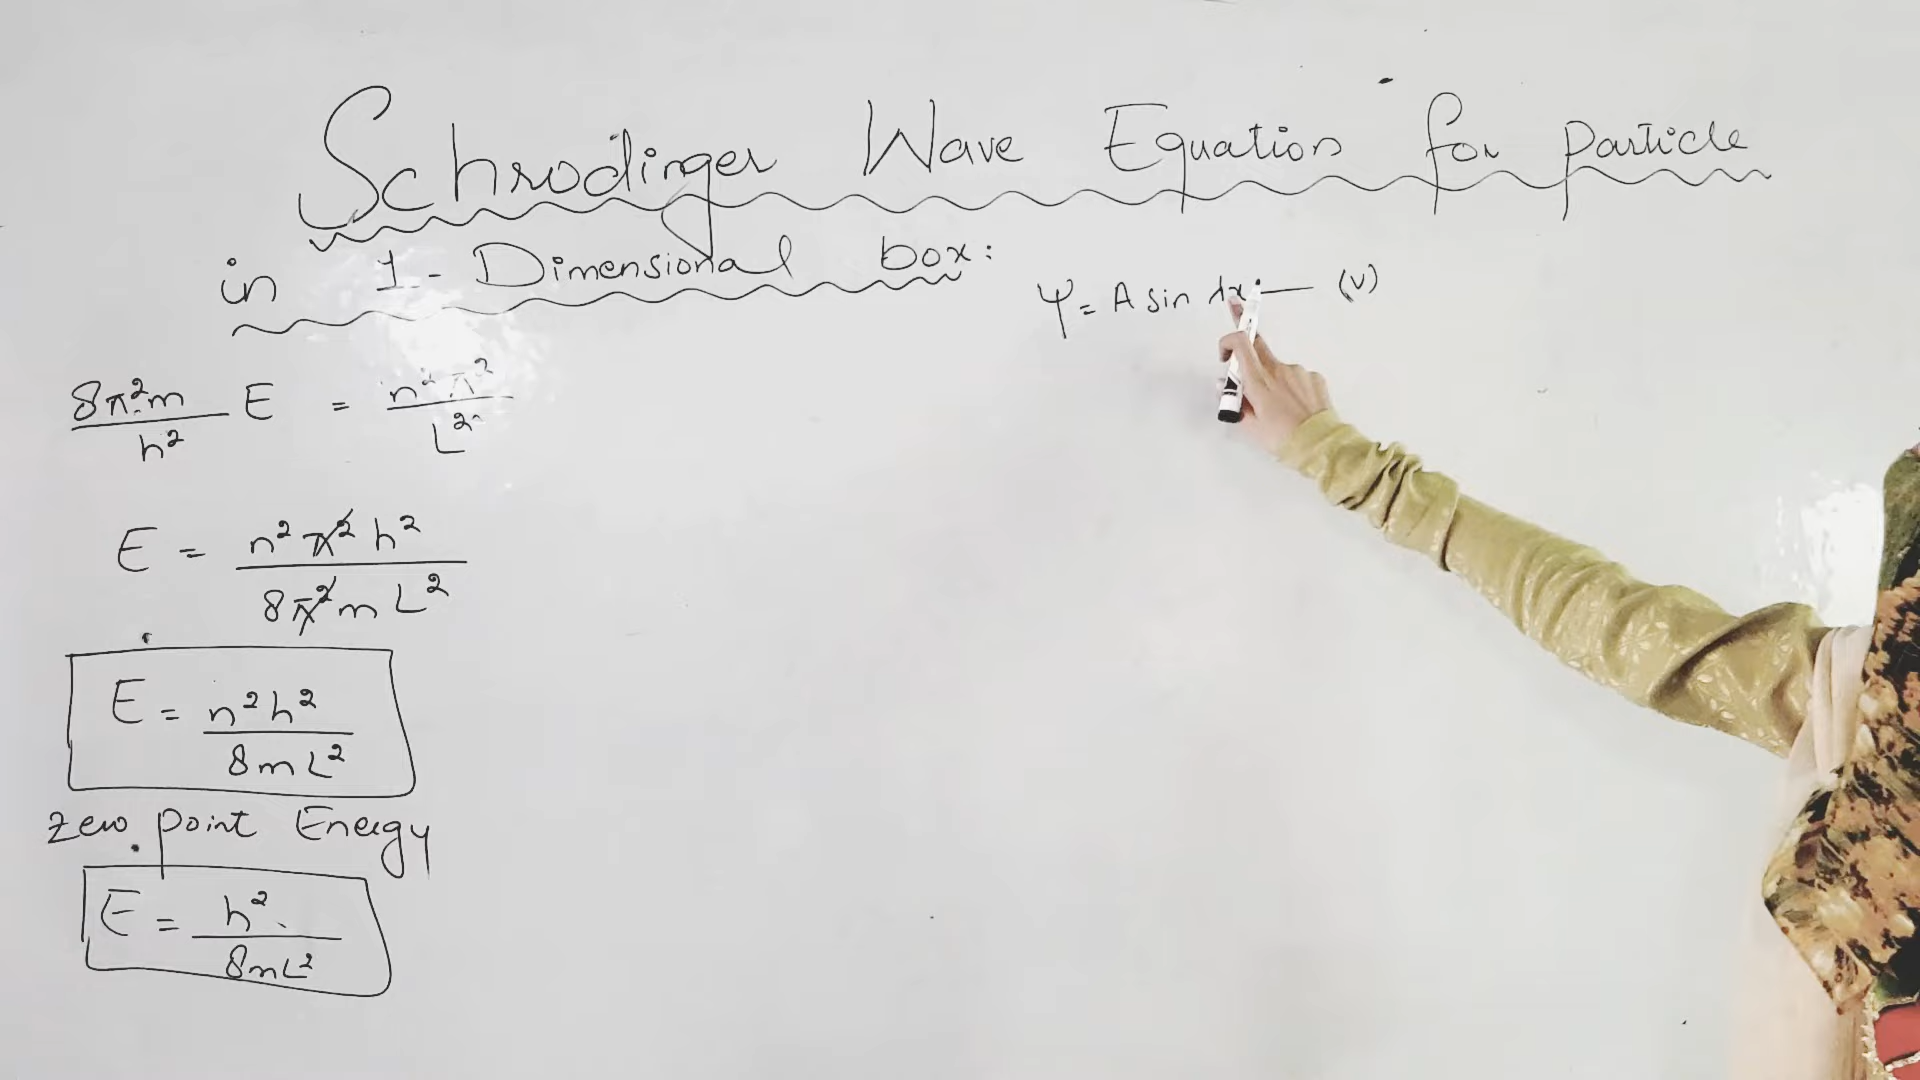 Schrodinger Wave Equation for Particle
in 1-Dimensional box:
ψ = A sin λx — (V)
8π²m/h² E = n²π²/L²
E = n²π²h²/8π²mL²
E = n²h²/8mL²
Zero point Energy
E = h²/8mL²